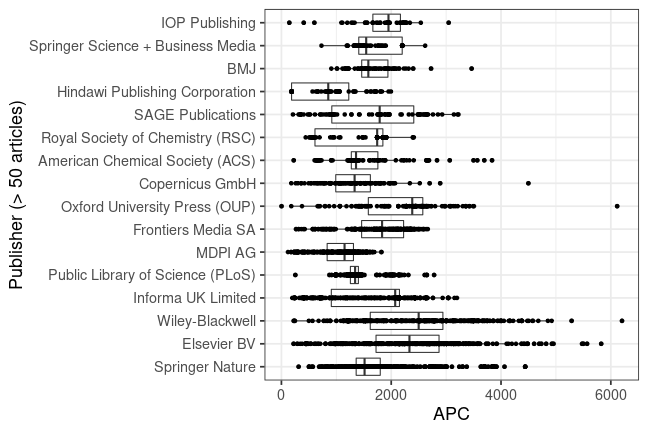 Publisher (> 50 articles)
IOP Publishing
Springer Science + Business Media
BMJ
Hindawi Publishing Corporation
SAGE Publications
Royal Society of Chemistry (RSC)
American Chemical Society (ACS)
Copernicus GmbH
Oxford University Press (OUP)
Frontiers Media SA
MDPI AG
Public Library of Science (PLoS)
Informa UK Limited
Wiley-Blackwell
Elsevier BV
Springer Nature
0 2000 4000 6000
APC